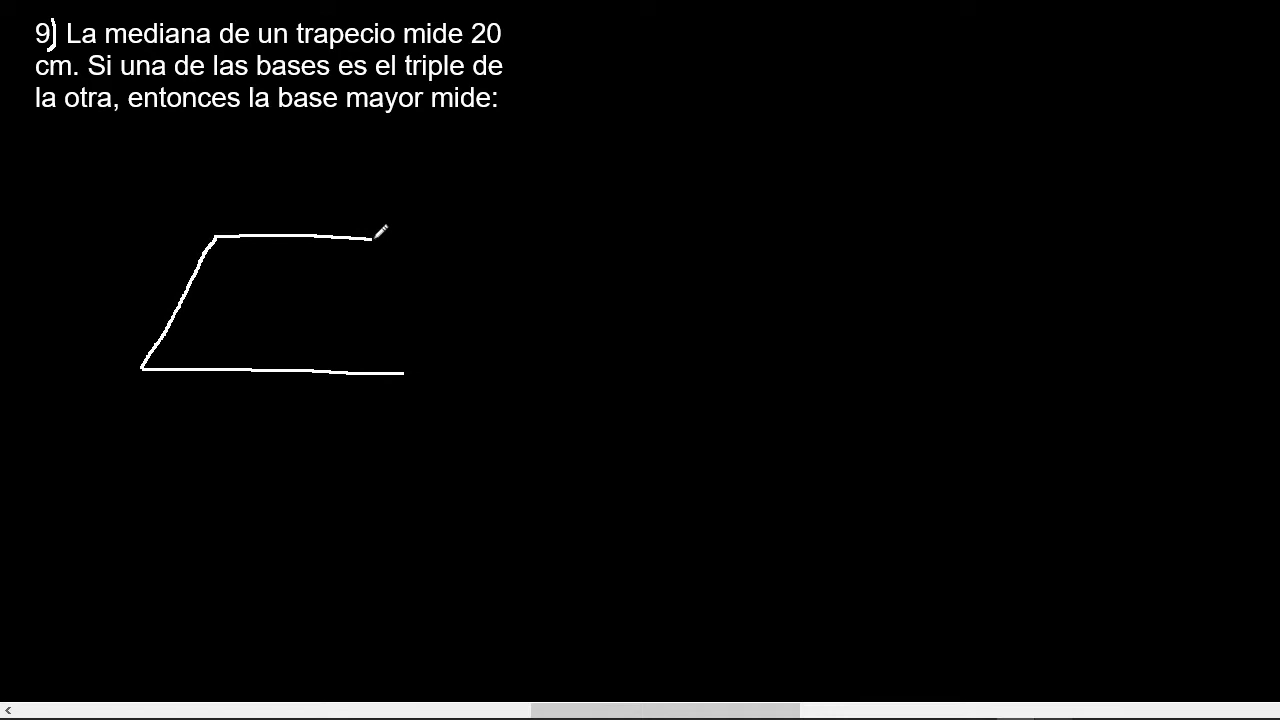 9) La mediana de un trapecio mide 20
cm. Si una de las bases es el triple de
la otra, entonces la base mayor mide: